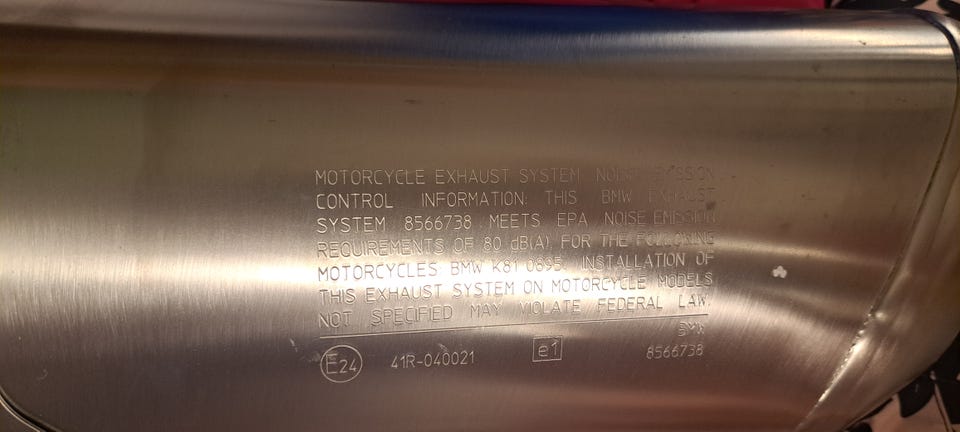 MOTORCYCLE EXHAUST SYSTEM NOISE EMISSION
CONTROL INFORMATION: THIS BMW EXHAUST
SYSTEM 8566738 MEETS EPA NOISE EMISSION
REQUIREMENTS OF 80 dB(A) FOR THE FOLLOWING
MOTORCYCLES: BMW K81 0895. INSTALLATION OF
THIS EXHAUST SYSTEM ON MOTORCYCLE MODELS
NOT SPECIFIED MAY VIOLATE FEDERAL LAW.
BMW
E24 41R-040021 e1 8566738